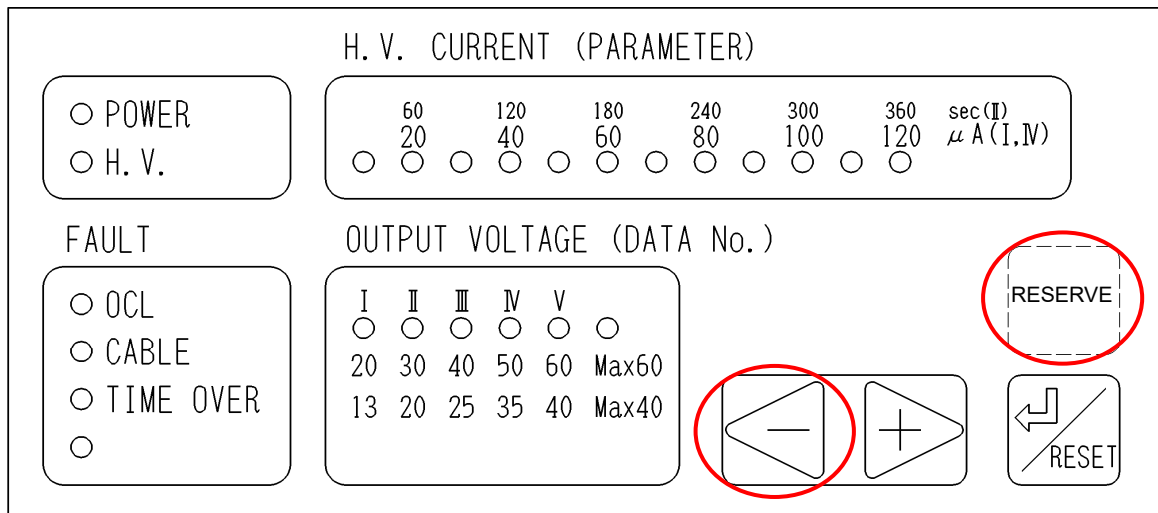 H.V. CURRENT (PARAMETER)
POWER
H.V.
60 120 180 240 300 360 sec(Ⅱ)
20 40 60 80 100 120 μA(Ⅰ,Ⅳ)
FAULT
OCL
CABLE
TIME OVER
OUTPUT VOLTAGE (DATA No.)
Ⅰ Ⅱ Ⅲ Ⅳ Ⅴ
20 30 40 50 60 Max60
13 20 25 35 40 Max40
RESERVE
− +
RESET